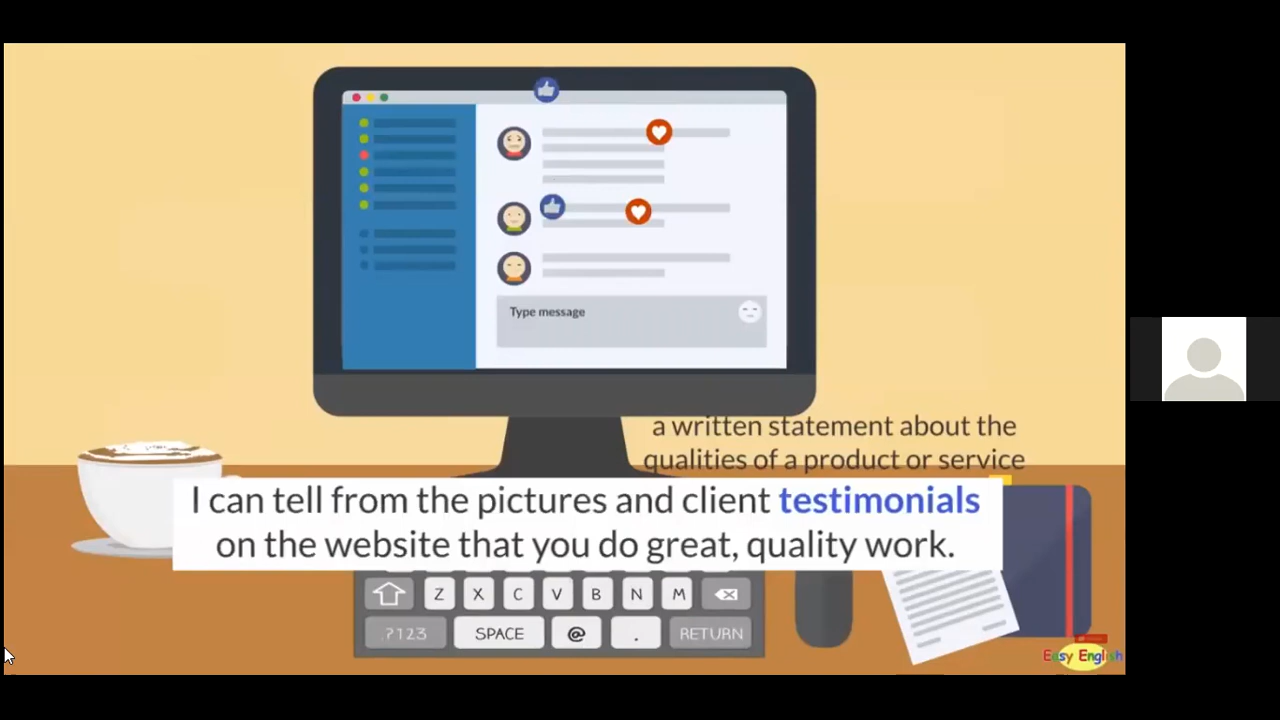 Type message
a written statement about the
qualities of a product or service
I can tell from the pictures and client testimonials
on the website that you do great, quality work.
Z X C V B N M
.?123 SPACE @ . RETURN
Easy English